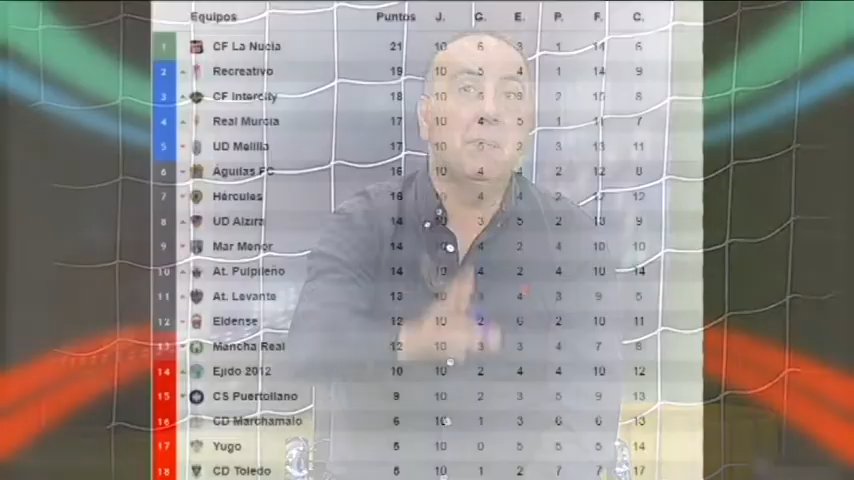 Equipos Puntos J. G. E. P. F. C.
1 CF La Nucia 21 10 6 3 1 11 6
2 Recreativo 19 10 5 4 1 14 9
3 CF Intercity 18 10 2 8
4 Real Murcia 17 10 4 5 1 7
5 UD Melilla 17 10 2 3 13 11
6 Águilas FC 16 10 4 4 2 12 8
7 Hércules 16 10 4 4 12
8 UD Alzira 14 10 3 5 2 13 9
9 Mar Menor 14 10 4 2 4 10 10
10 At. Pulpileño 14 10 4 2 4 10 14
11 At. Levante 13 10 4 3 9 5
12 Eldense 12 10 2 6 2 10 11
13 Mancha Real 12 10 3 3 4 7 8
14 Ejido 2012 10 10 2 4 4 10 12
15 CS Puertollano 9 10 2 3 5 9 13
16 CD Marchamalo 6 10 1 3 6 6 13
17 Yugo 5 10 0 5 5 5 14
18 CD Toledo 5 10 1 2 7 7 17